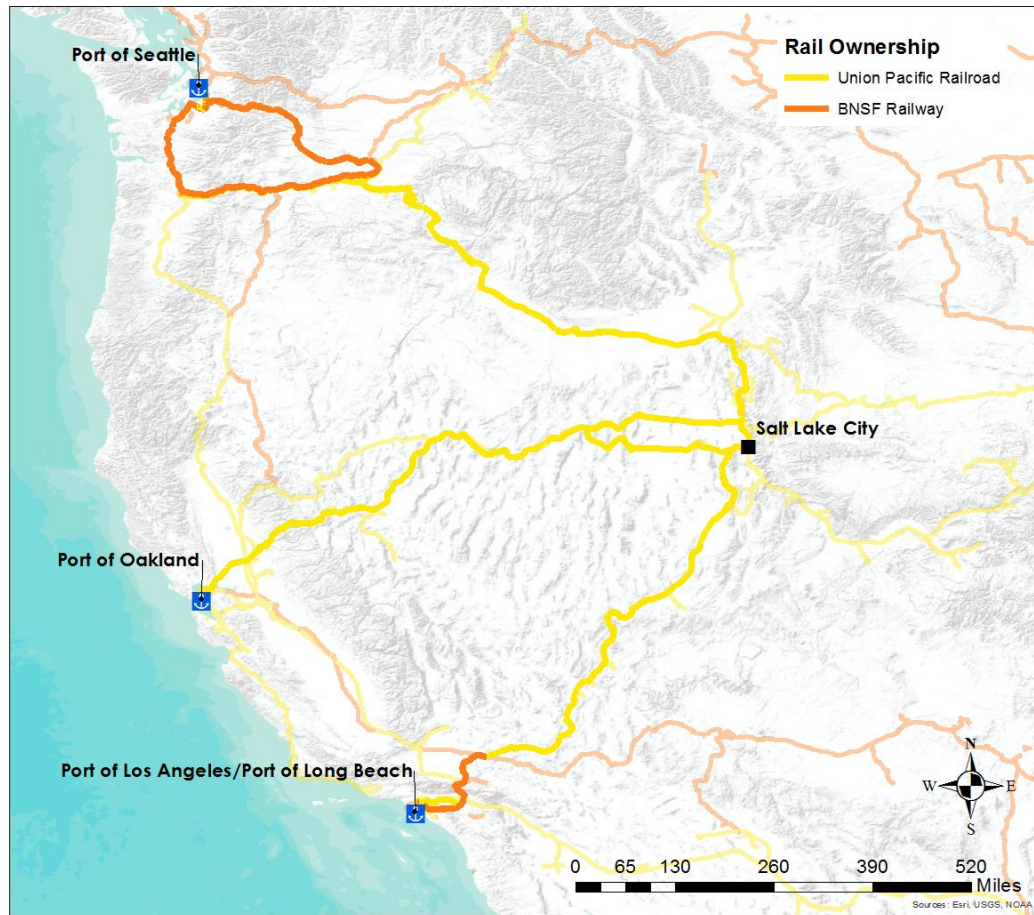 Port of Seattle
Rail Ownership
Union Pacific Railroad
BNSF Railway
Salt Lake City
Port of Oakland
Port of Los Angeles/Port of Long Beach
N
W E
S
0 65 130 260 390 520
Miles
Sources: Esri, USGS, NOAA